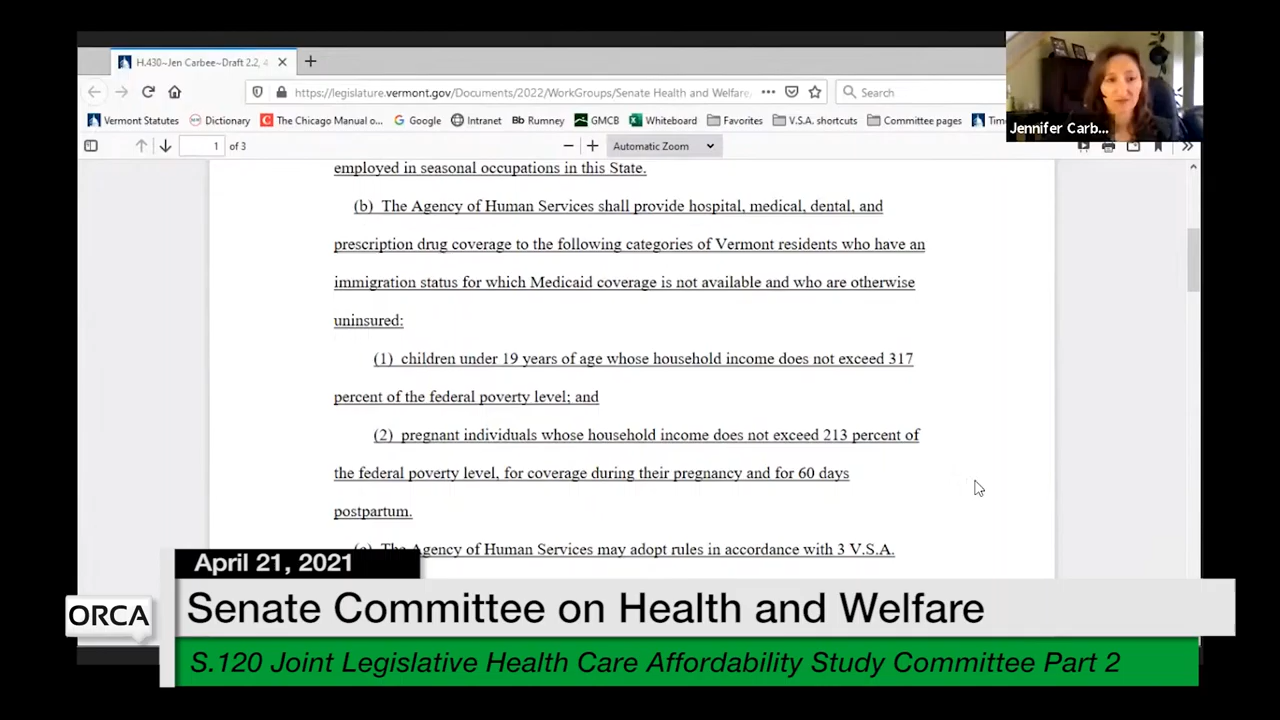 H.430~Jen Carbee~Draft 2.2, 4
https://legislature.vermont.gov/Documents/2022/WorkGroups/Senate Health and Welfare/
Search
Vermont Statutes
Dictionary
The Chicago Manual o...
Google
Intranet
Bb Rumney
GMCB
Whiteboard
Favorites
V.S.A. shortcuts
Committee pages
Jennifer Carb...
1 of 3
Automatic Zoom
employed in seasonal occupations in this State.
(b) The Agency of Human Services shall provide hospital, medical, dental, and
prescription drug coverage to the following categories of Vermont residents who have an
immigration status for which Medicaid coverage is not available and who are otherwise
uninsured:
(1) children under 19 years of age whose household income does not exceed 317
percent of the federal poverty level; and
(2) pregnant individuals whose household income does not exceed 213 percent of
the federal poverty level, for coverage during their pregnancy and for 60 days
postpartum.
(c) The Agency of Human Services may adopt rules in accordance with 3 V.S.A.
April 21, 2021
ORCA
Senate Committee on Health and Welfare
S.120 Joint Legislative Health Care Affordability Study Committee Part 2